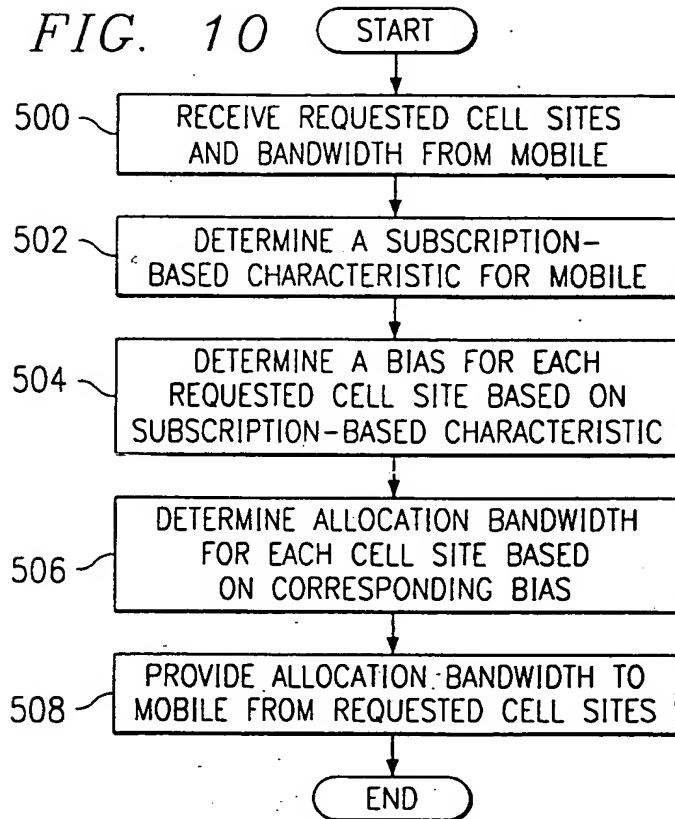 FIG. 10
START
500
RECEIVE REQUESTED CELL SITES
AND BANDWIDTH FROM MOBILE
502
DETERMINE A SUBSCRIPTION-
BASED CHARACTERISTIC FOR MOBILE
504
DETERMINE A BIAS FOR EACH
REQUESTED CELL SITE BASED ON
SUBSCRIPTION-BASED CHARACTERISTIC
506
DETERMINE ALLOCATION BANDWIDTH
FOR EACH CELL SITE BASED
ON CORRESPONDING BIAS
508
PROVIDE ALLOCATION BANDWIDTH TO
MOBILE FROM REQUESTED CELL SITES
END